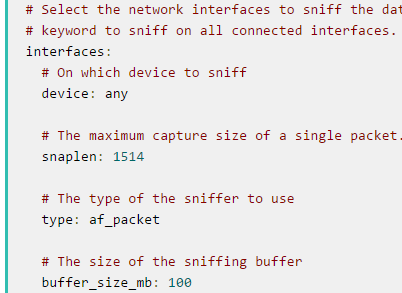 # Select the network interfaces to sniff the dat
# keyword to sniff on all connected interfaces.
interfaces:
# On which device to sniff
device: any
# The maximum capture size of a single packet.
snaplen: 1514
# The type of the sniffer to use
type: af_packet
# The size of the sniffing buffer
buffer_size_mb: 100